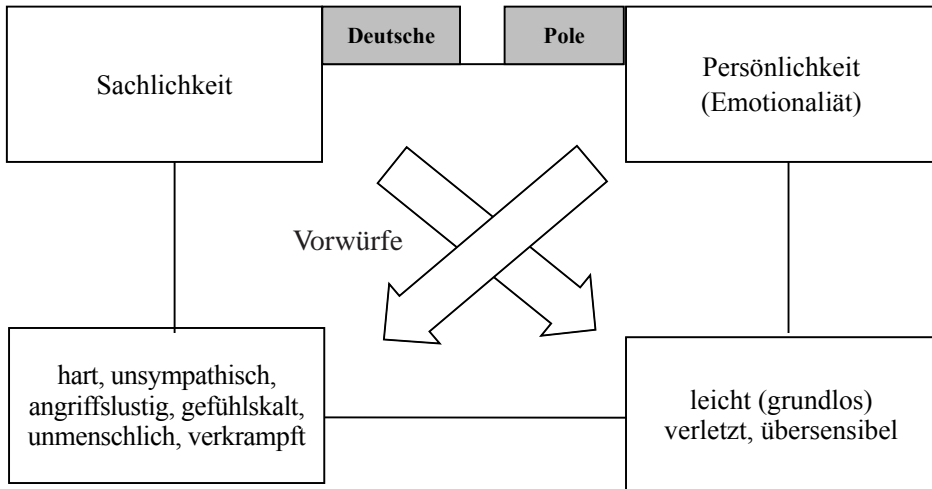 Deutsche
Pole
Sachlichkeit
Persönlichkeit
(Emotionaliät)
Vorwürfe
hart, unsympathisch,
angriffslustig, gefühlskalt,
unmenschlich, verkrampft
leicht (grundlos)
verletzt, übersensibel